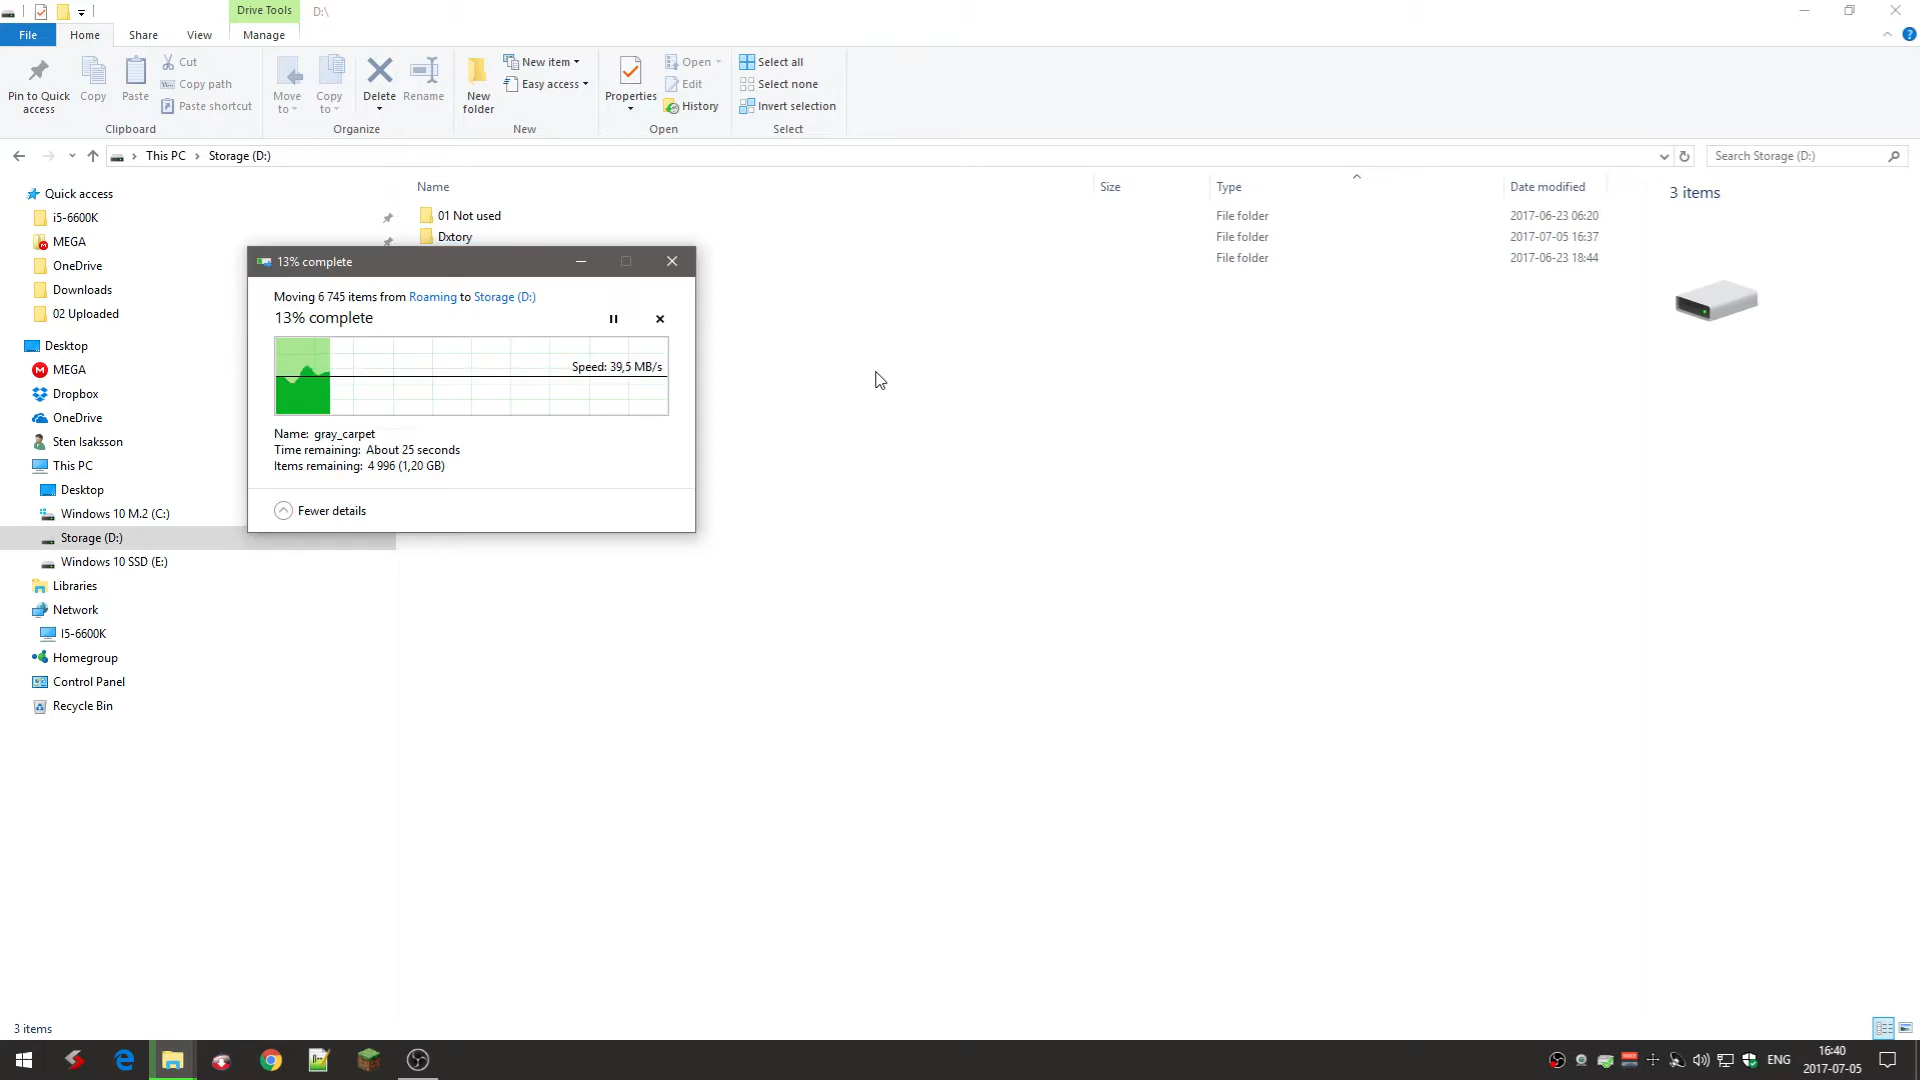 Drive Tools
D:\
File
Home
Share
View
Manage
Pin to Quick
access
Copy
Paste
Cut
Copy path
Paste shortcut
Clipboard
Move
to
Copy
to
Delete
Rename
Organize
New
folder
New item
Easy access
New
Properties
Open
Edit
History
Open
Select all
Select none
Invert selection
Select
This PC
Storage (D:)
Search Storage (D:)
Quick access
i5-6600K
MEGA
OneDrive
Downloads
02 Uploaded
Desktop
MEGA
Dropbox
OneDrive
Sten Isaksson
This PC
Desktop
Windows 10 M.2 (C:)
Storage (D:)
Windows 10 SSD (E:)
Libraries
Network
I5-6600K
Homegroup
Control Panel
Recycle Bin
Name
Size
Type
Date modified
01 Not used
File folder
2017-06-23 06:20
Dxtory
File folder
2017-07-05 16:37
File folder
2017-06-23 18:44
3 items
13% complete
Moving 6 745 items from Roaming to Storage (D:)
13% complete
Speed: 39,5 MB/s
Name: gray_carpet
Time remaining: About 25 seconds
Items remaining: 4 996 (1,20 GB)
Fewer details
3 items
ENG
16:40
2017-07-05